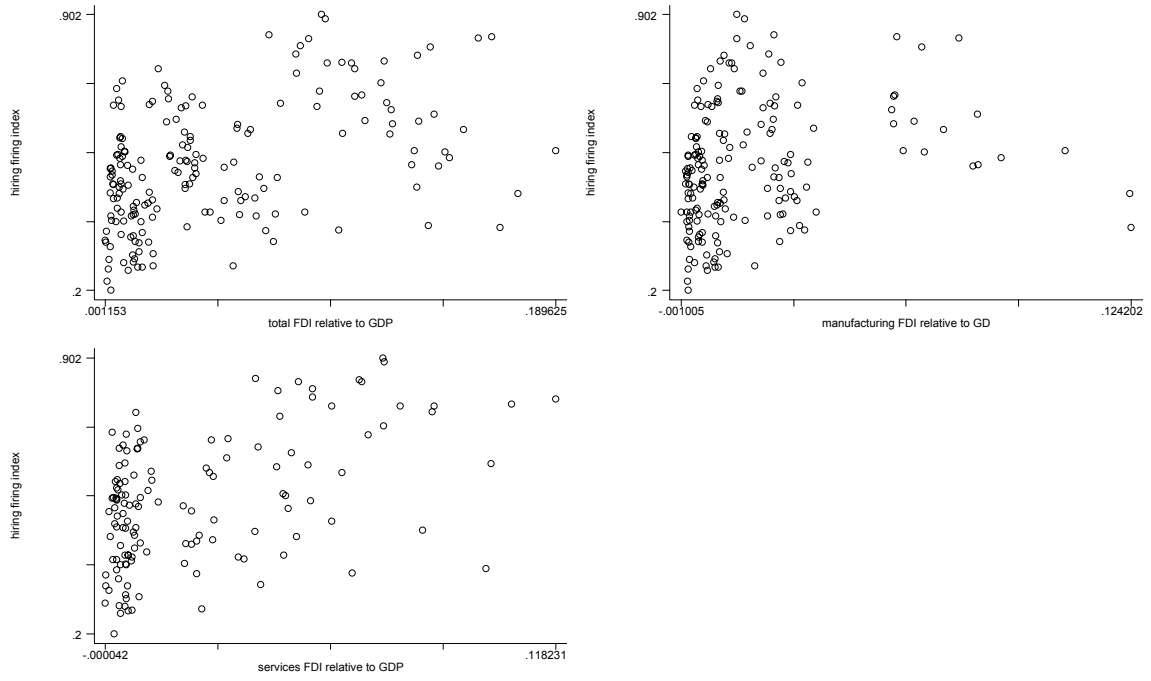 .902
hiring firing index
.2
.001153
.189625
total FDI relative to GDP
.902
hiring firing index
.2
-.001005
.124202
manufacturing FDI relative to GD
.902
hiring firing index
.2
-.000042
.118231
services FDI relative to GDP